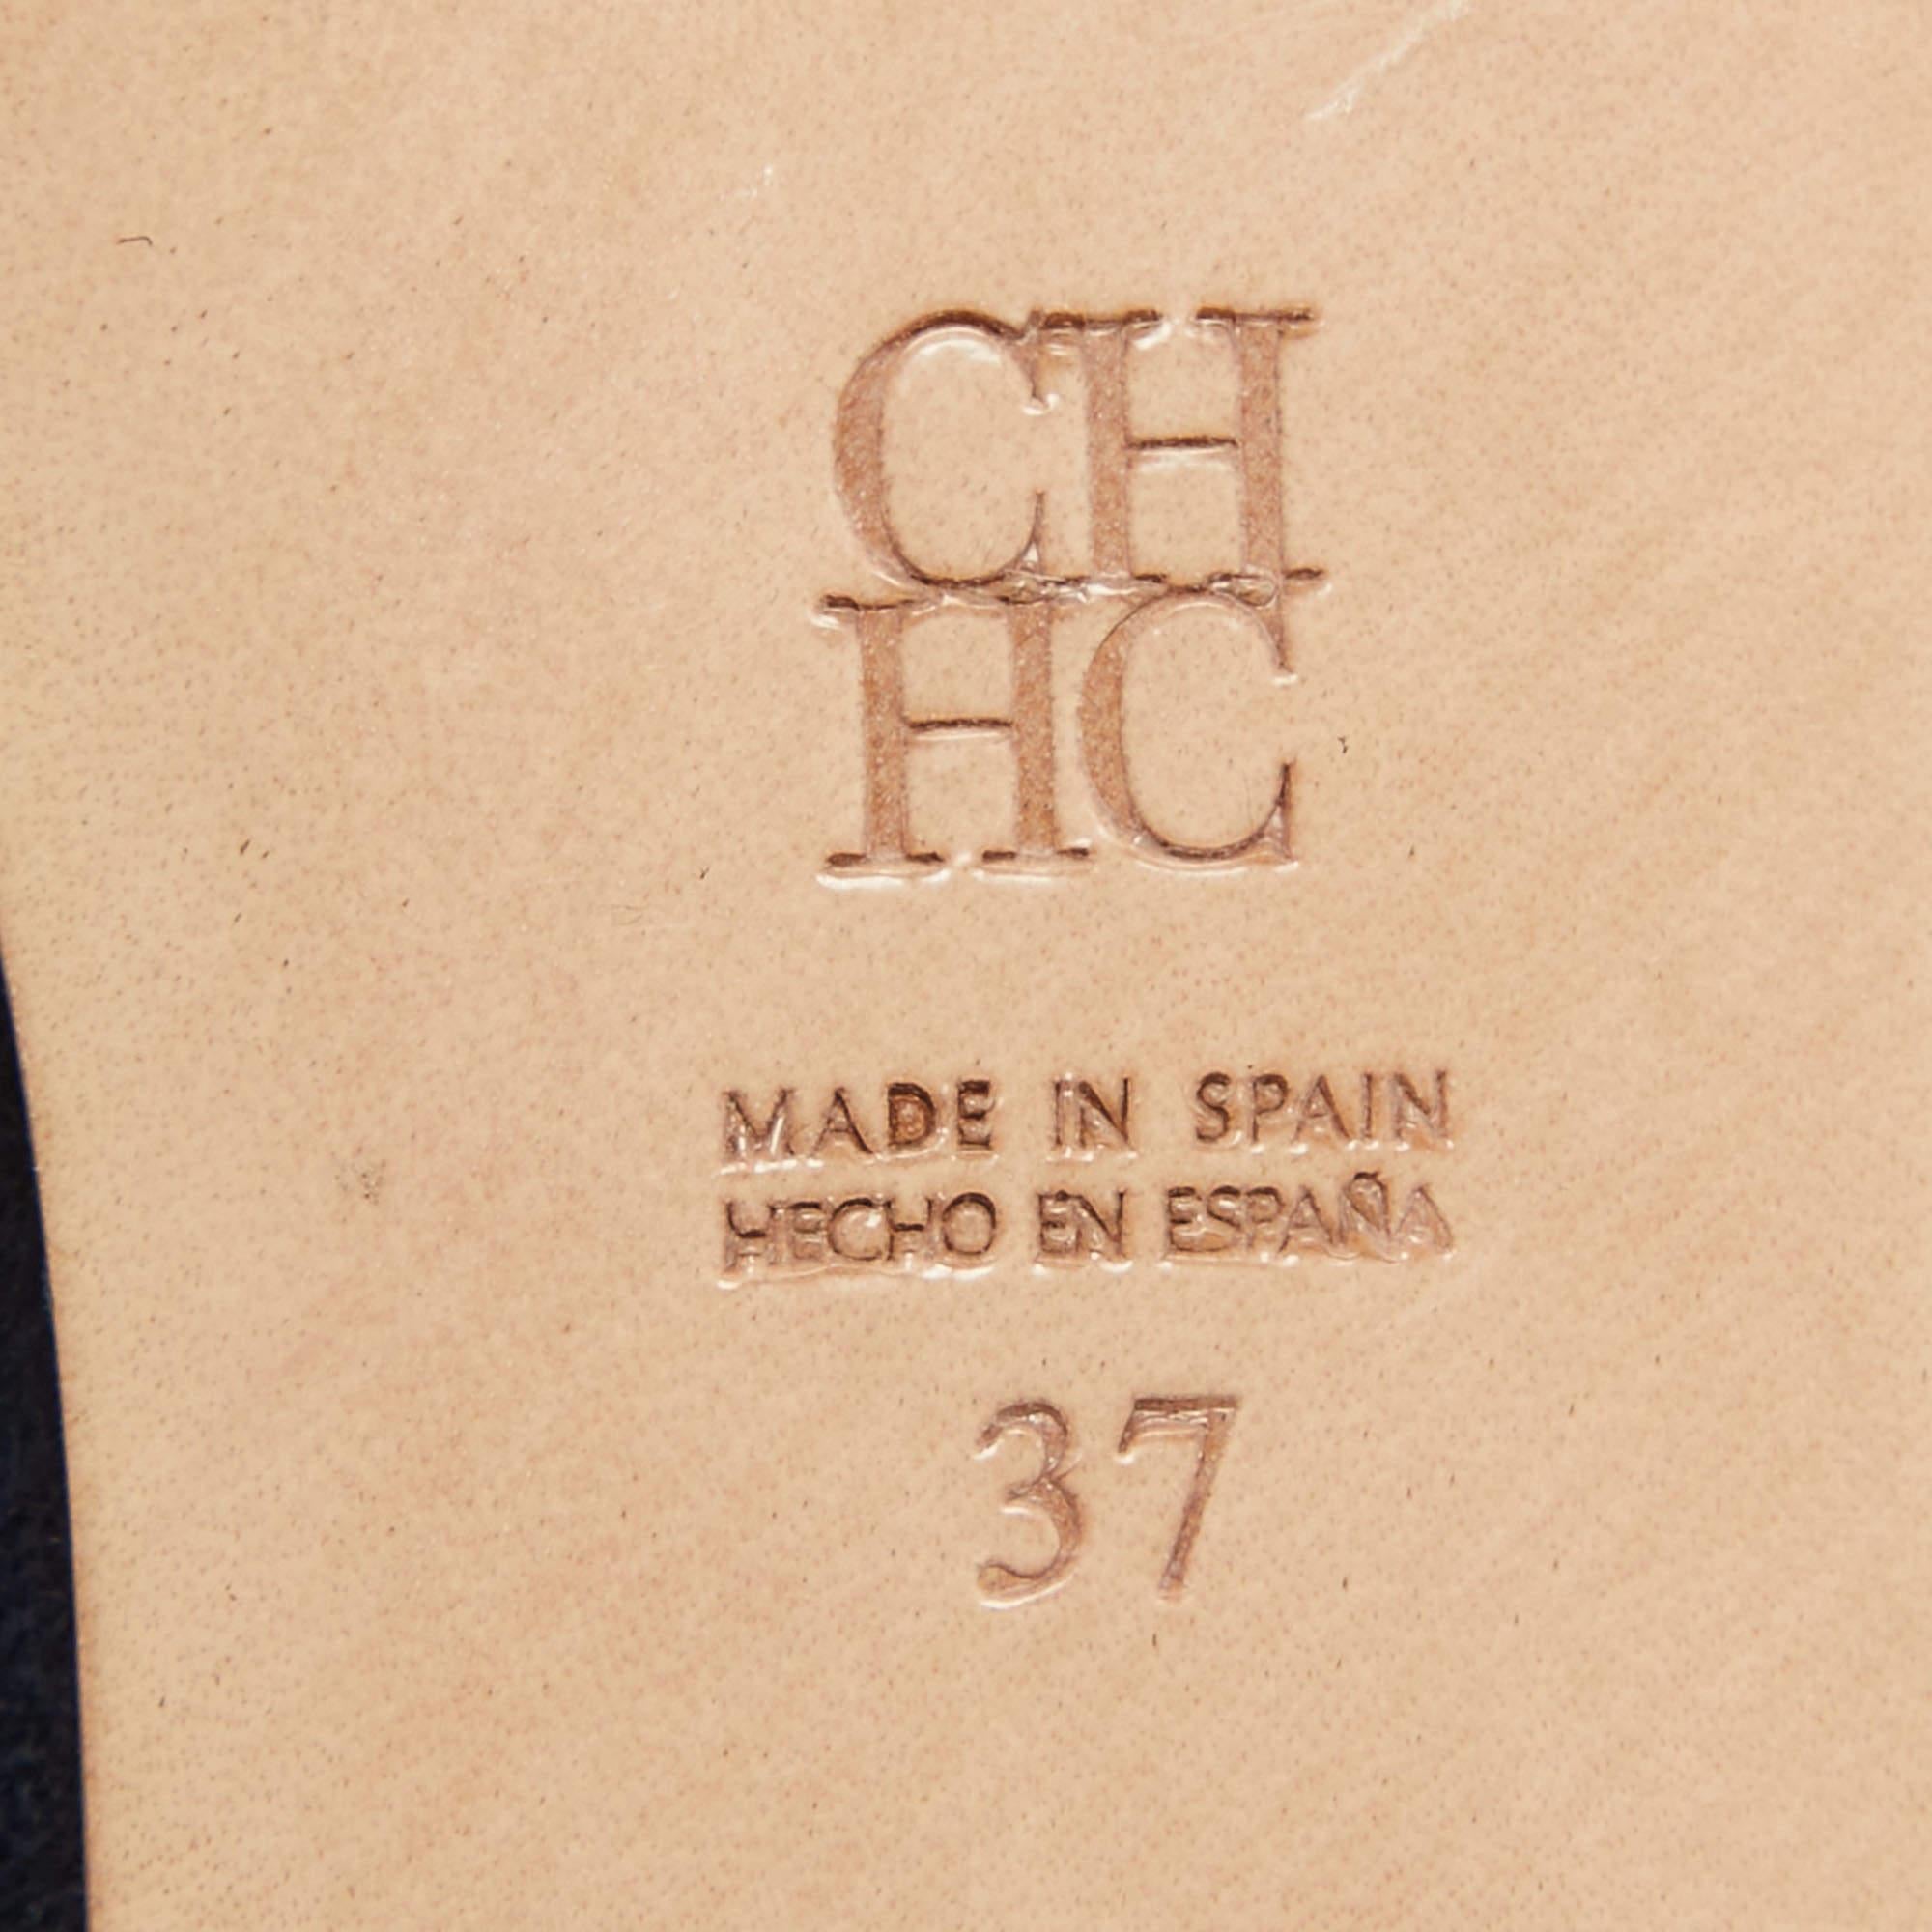 CH
HC
MADE IN SPAIN
HECHO EN ESPAÑA
37